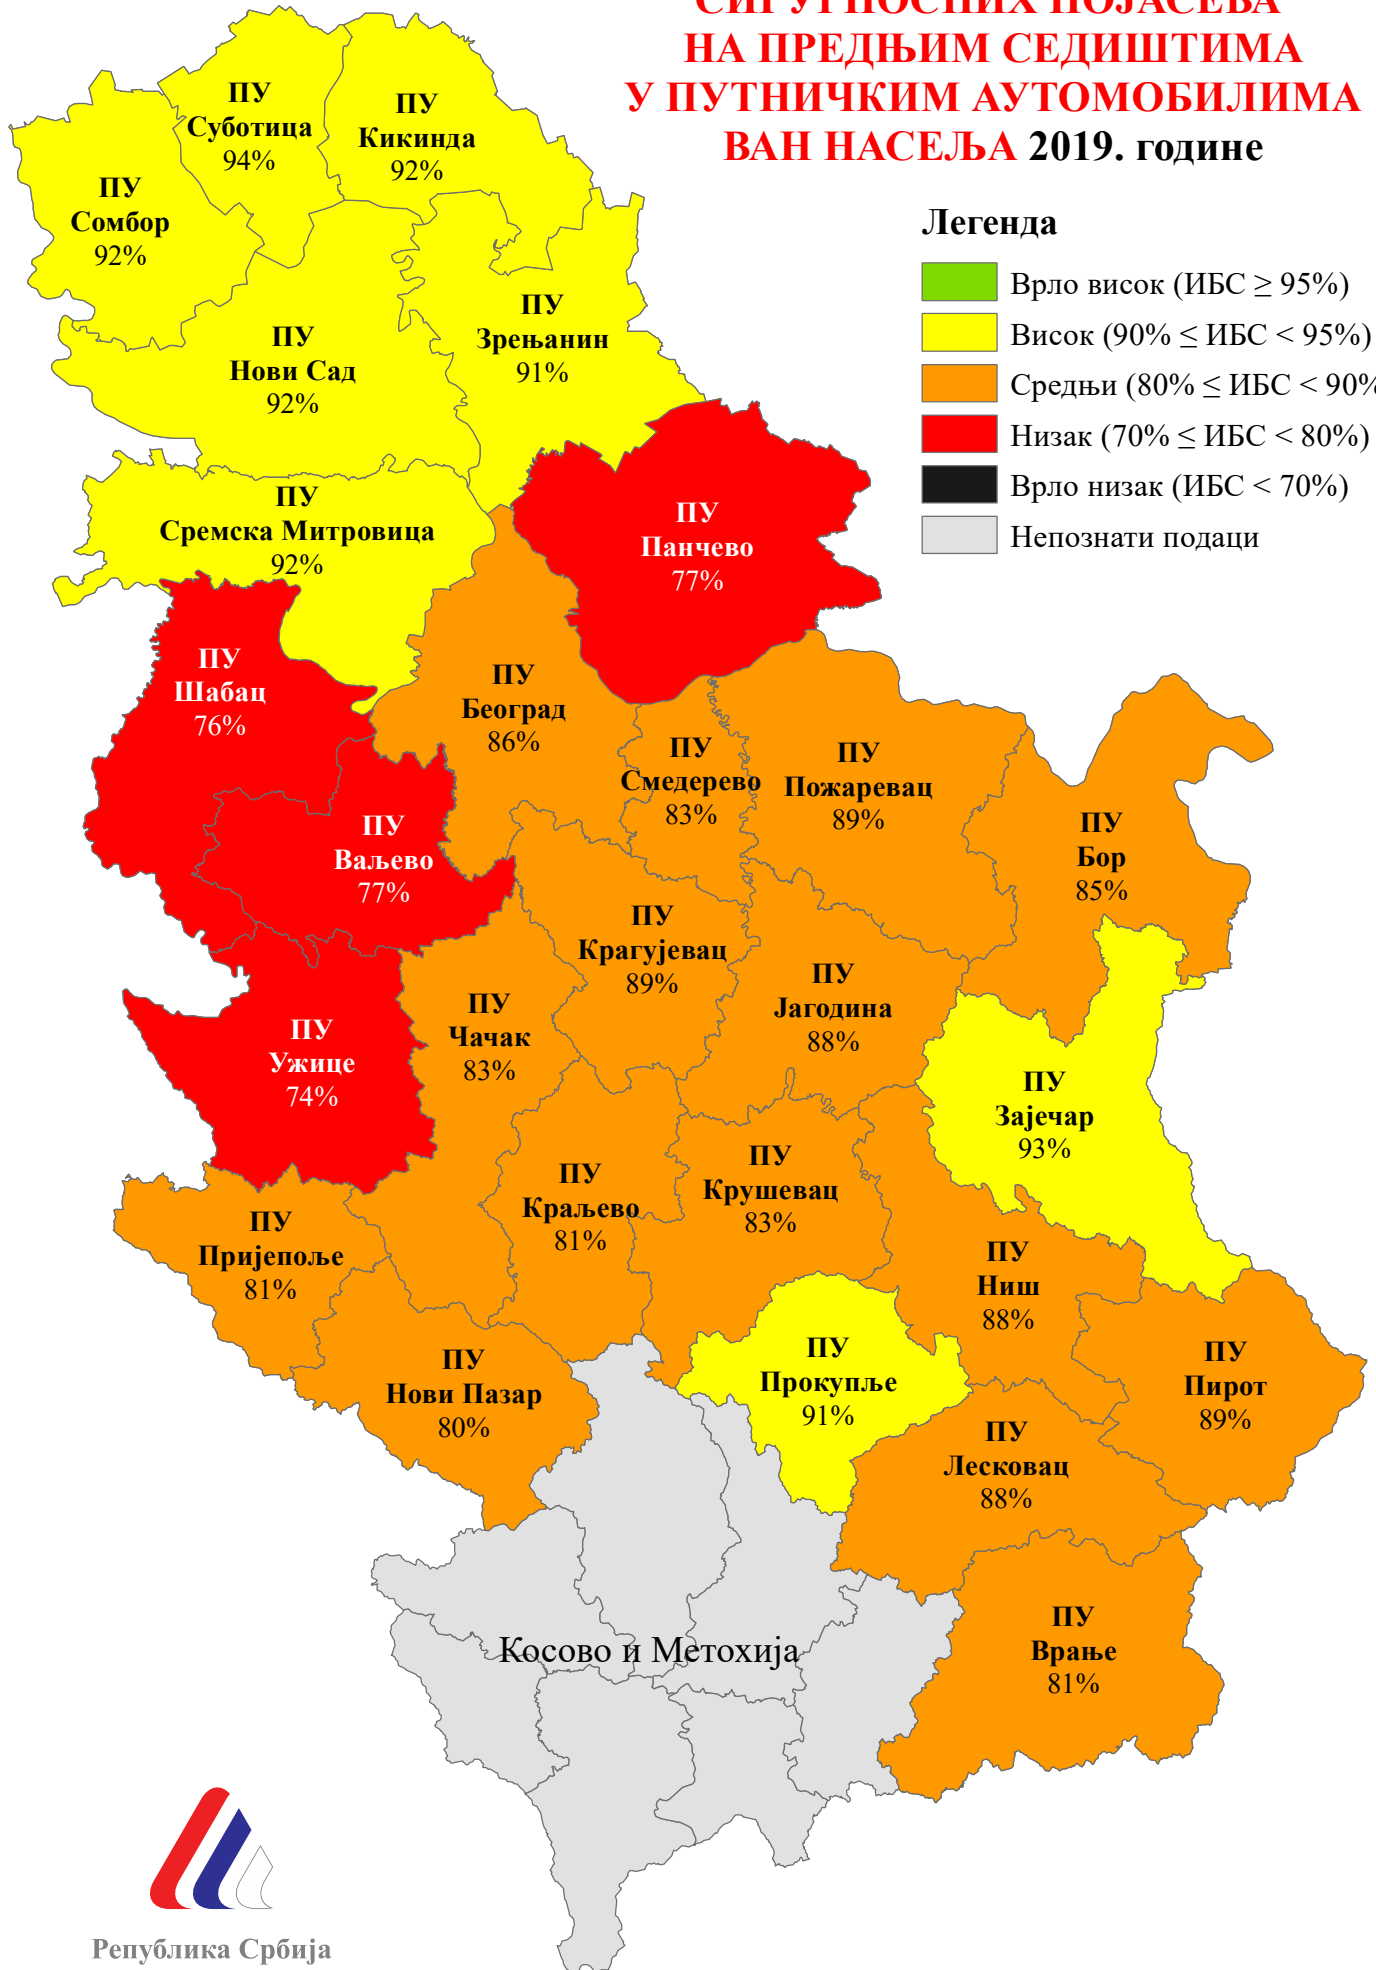 СИГУРНОСНИХ ПОЈАСЕВА
НА ПРЕДЊИМ СЕДИШТИМА
У ПУТНИЧКИМ АУТОМОБИЛИМА
ВАН НАСЕЉА 2019. године
Легенда
Врло висок (ИБС ≥ 95%)
Висок (90% ≤ ИБС < 95%)
Средњи (80% ≤ ИБС < 90%
Низак (70% ≤ ИБС < 80%)
Врло низак (ИБС < 70%)
Непознати подаци
ПУ
Суботица
94%
ПУ
Кикинда
92%
ПУ
Сомбор
92%
ПУ
Зрењанин
91%
ПУ
Нови Сад
92%
ПУ
Сремска Митровица
92%
ПУ
Панчево
77%
ПУ
Шабац
76%
ПУ
Београд
86%
ПУ
Смедерево
83%
ПУ
Пожаревац
89%
ПУ
Бор
85%
ПУ
Ваљево
77%
ПУ
Крагујевац
89%
ПУ
Јагодина
88%
ПУ
Чачак
83%
ПУ
Ужице
74%
ПУ
Зајечар
93%
ПУ
Краљево
81%
ПУ
Крушевац
83%
ПУ
Пријепоље
81%
ПУ
Ниш
88%
ПУ
Нови Пазар
80%
ПУ
Прокупље
91%
ПУ
Пирот
89%
ПУ
Лесковац
88%
Косово и Метохија
ПУ
Врање
81%
Република Србија